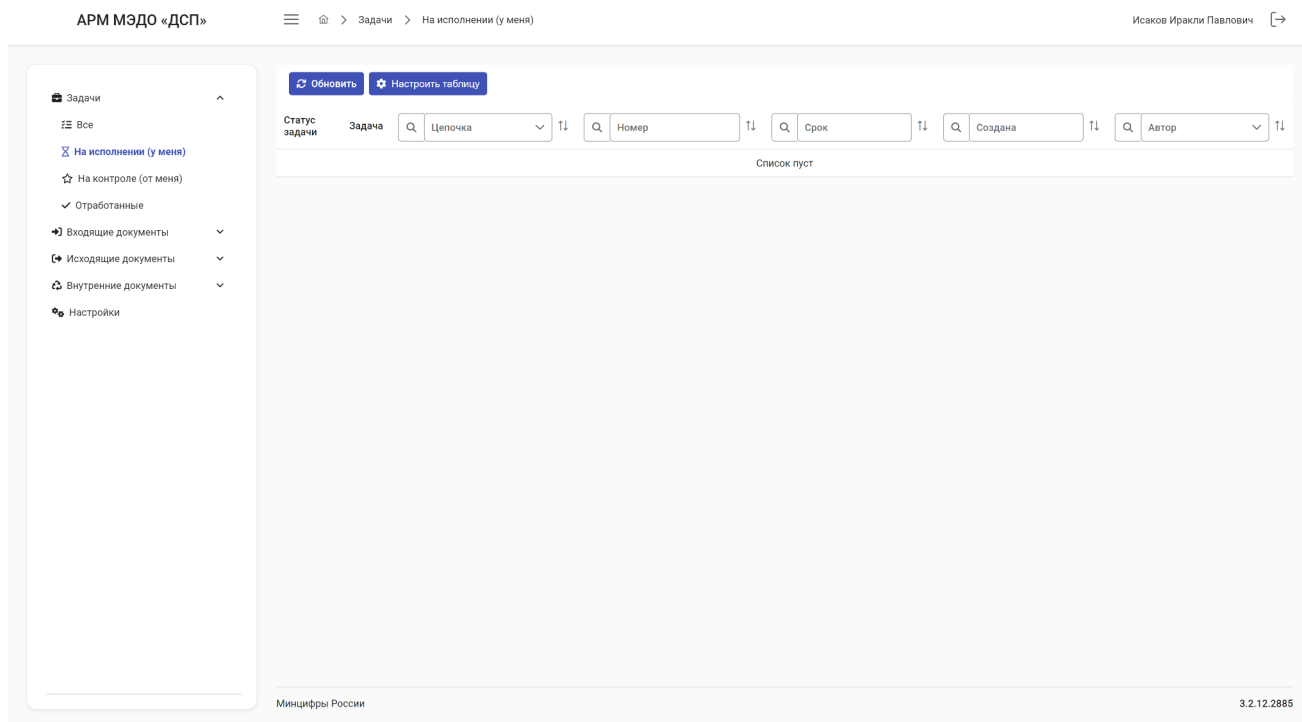 АРМ МЭДО «ДСП»
Задачи
На исполнении (у меня)
Исаков Иракли Павлович
Задачи
Все
На исполнении (у меня)
На контроле (от меня)
Отработанные
Входящие документы
Исходящие документы
Внутренние документы
Настройки
Обновить
Настроить таблицу
Статус
задачи
Задача
Цепочка
Номер
Срок
Создана
Автор
Список пуст
Минцифры России
3.2.12.2885